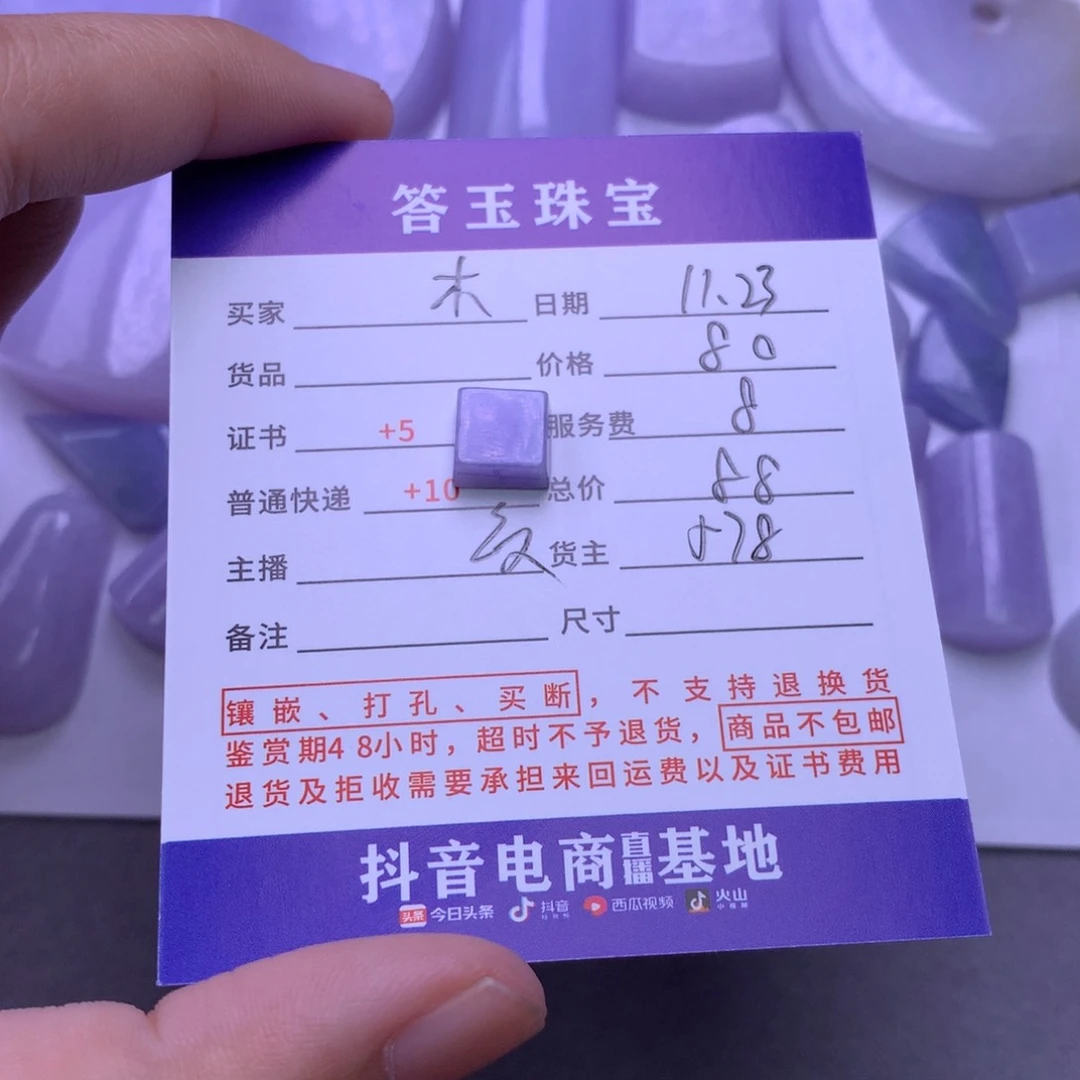 答玉珠宝
买家 木 日期 11.23
货品 价格 80
证书 +5 服务费 8
普通快递 +10 总价 88
主播 货主 578
备注 尺寸
镶嵌、打孔、买断，不支持退换货
鉴赏期48小时，超时不予退货，商品不包邮
退货及拒收需要承担来回运费以及证书费用
抖音电商直播基地
头条 今日头条 抖音 西瓜视频 火山